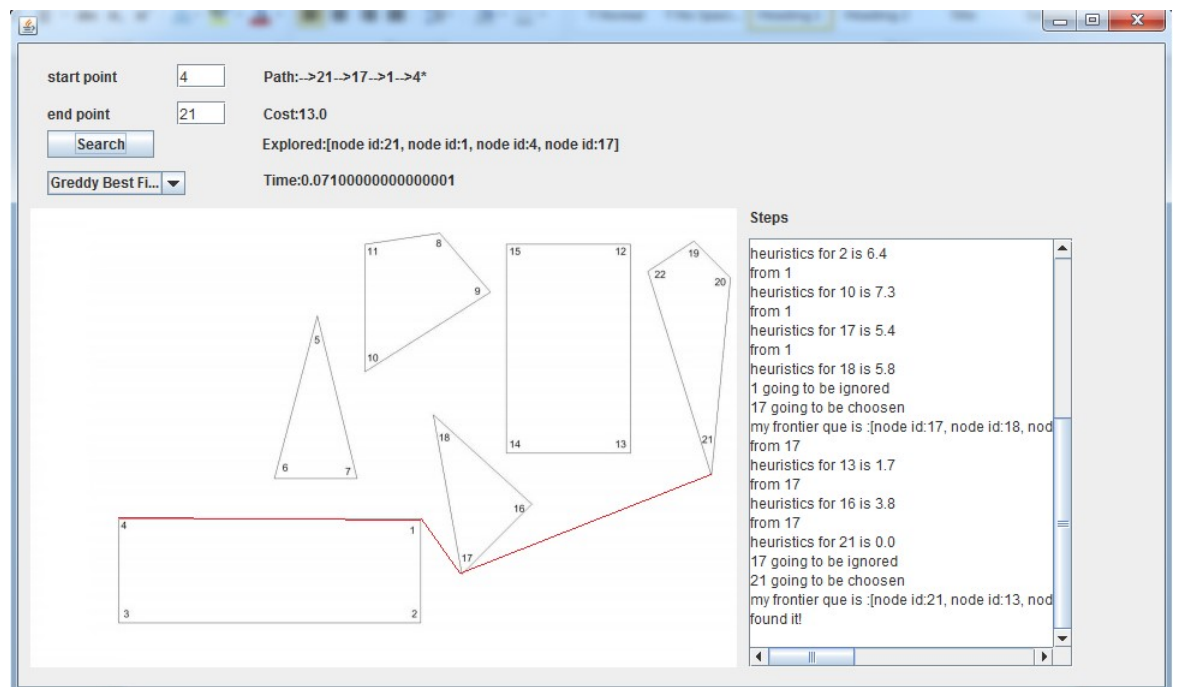 start point 4 Path:-->21-->17-->1-->4*
end point 21 Cost:13.0
Search Explored:[node id:21, node id:1, node id:4, node id:17]
Greddy Best Fi... Time:0.07100000000000001
Steps
heuristics for 2 is 6.4
from 1
heuristics for 10 is 7.3
from 1
heuristics for 17 is 5.4
from 1
heuristics for 18 is 5.8
1 going to be ignored
17 going to be choosen
my frontier que is :[node id:17, node id:18, nod
from 17
heuristics for 13 is 1.7
from 17
heuristics for 16 is 3.8
from 17
heuristics for 21 is 0.0
17 going to be ignored
21 going to be choosen
my frontier que is :[node id:21, node id:13, nod
found it!
11 8 15 12 19
22 20
9
5
10
18 14 13 21
6 7
16
4 1
17
3 2